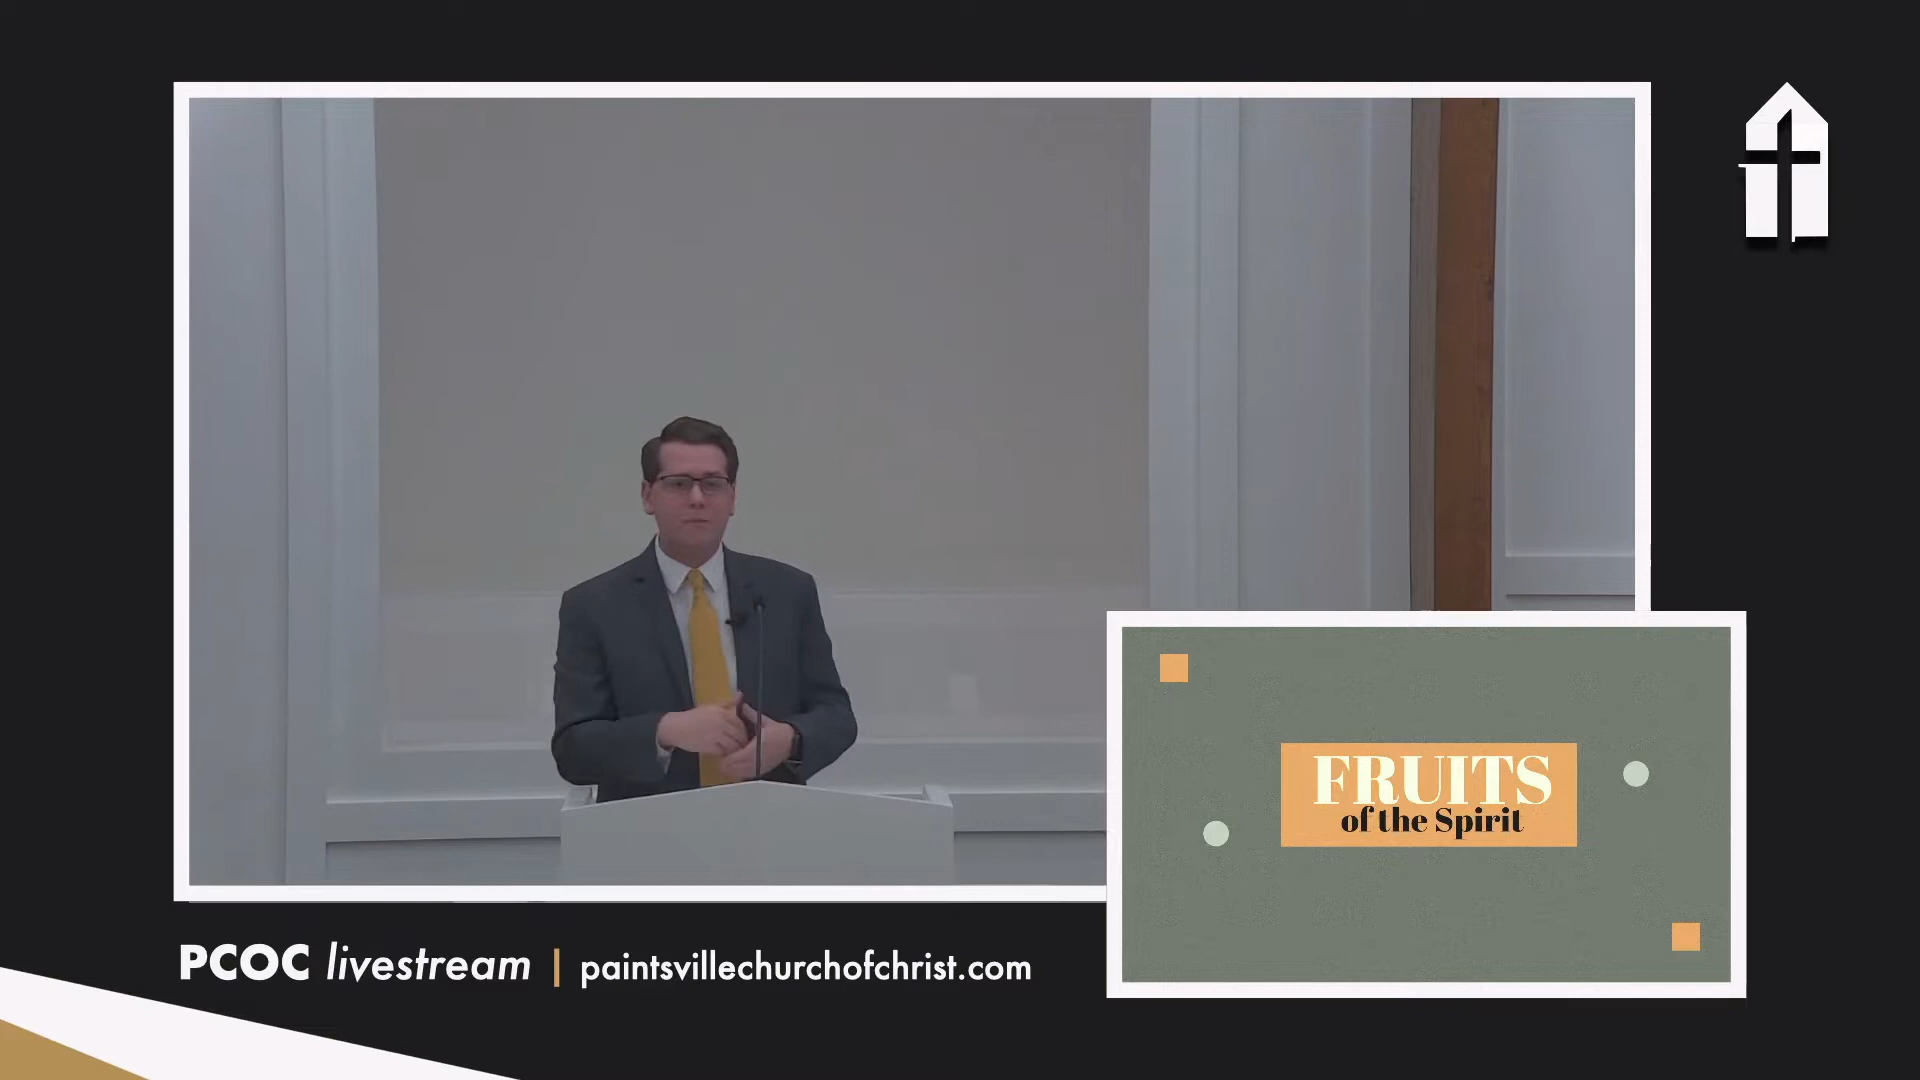 FRUITS
of the Spirit
PCOC livestream | paintsvillechurchofchrist.com